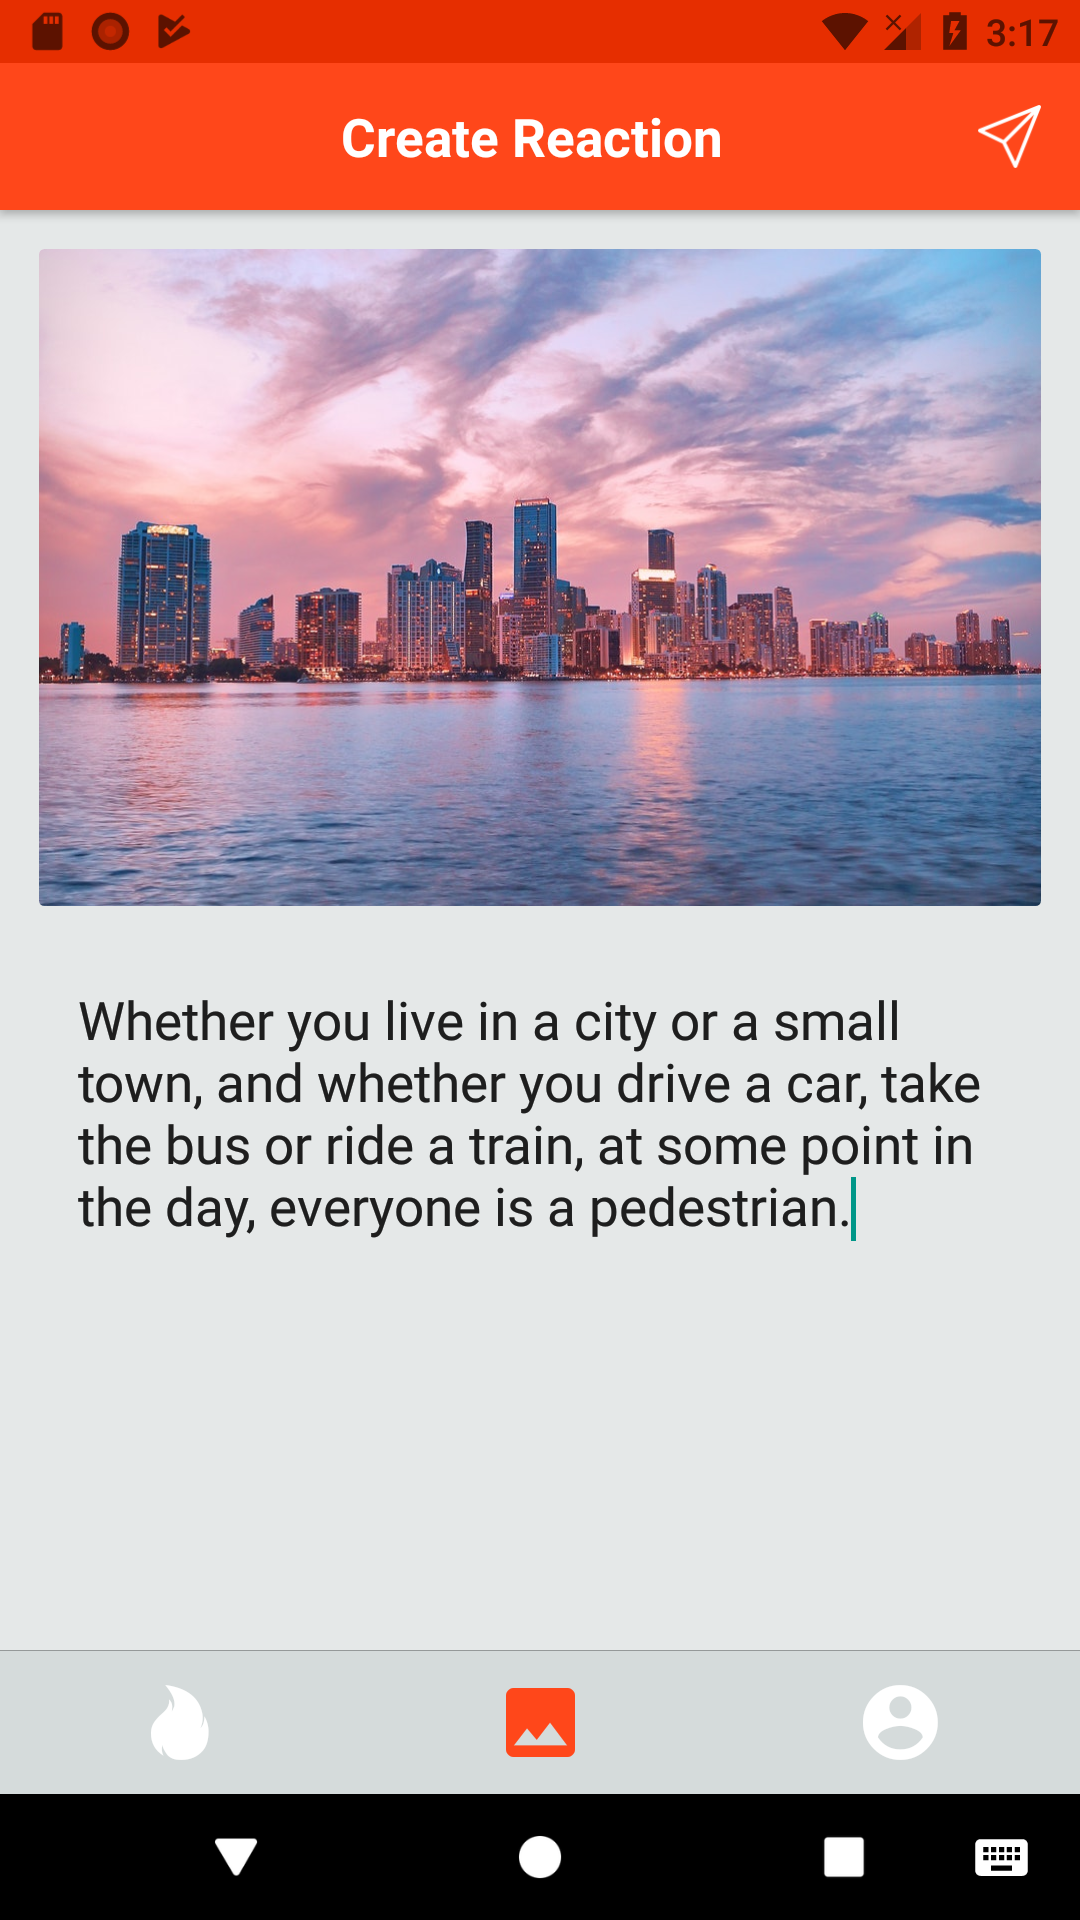 3:17
Create Reaction
Whether you live in a city or a small
town, and whether you drive a car, take
the bus or ride a train, at some point in
the day, everyone is a pedestrian.